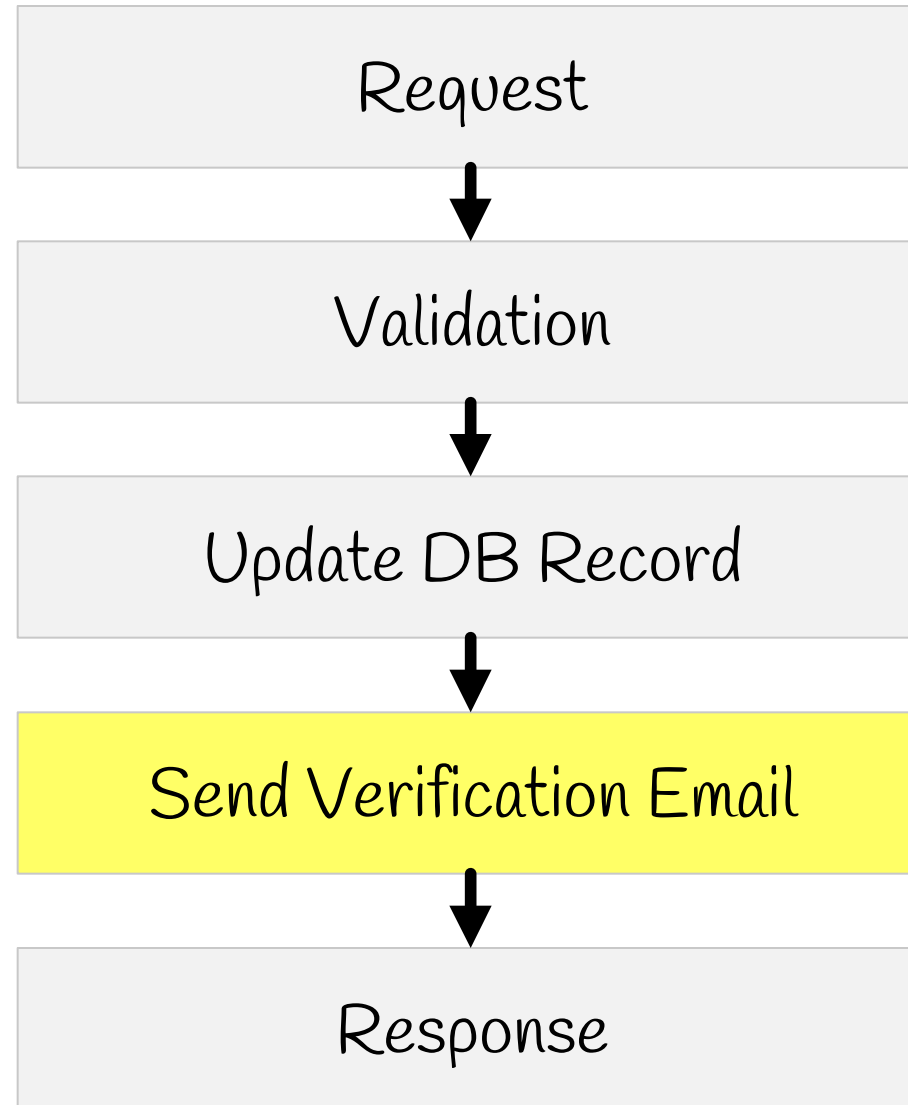 Request
Validation
Update DB Record
Send Verification Email
Response